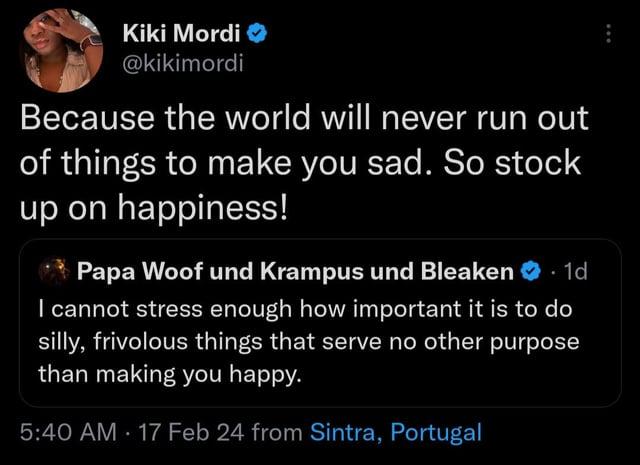 Kiki Mordi
@kikimordi
Because the world will never run out
of things to make you sad. So stock
up on happiness!
Papa Woof und Krampus und Bleaken · 1d
I cannot stress enough how important it is to do
silly, frivolous things that serve no other purpose
than making you happy.
5:40 AM · 17 Feb 24 from Sintra, Portugal